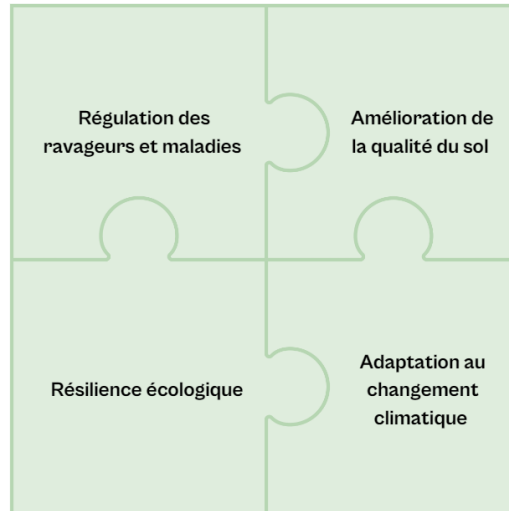 Régulation des
ravageurs et maladies
Amélioration de
la qualité du sol
Résilience écologique
Adaptation au
changement
climatique